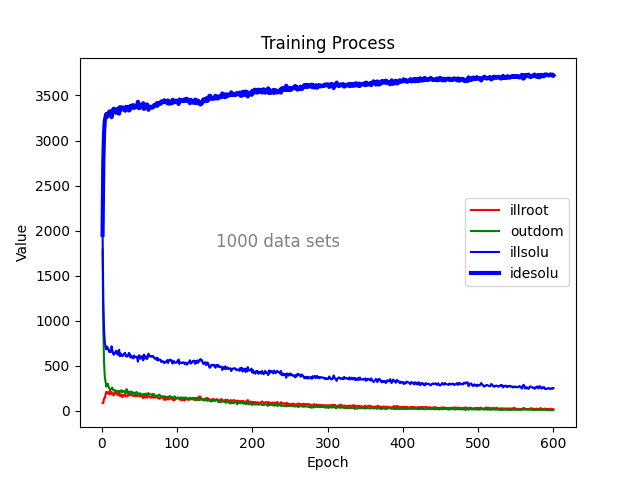 Training Process
3500
3000
2500
2000
1500
1000
500
0
Value
1000 data sets
illroot
outdom
illsolu
idesolu
0 100 200 300 400 500 600
Epoch